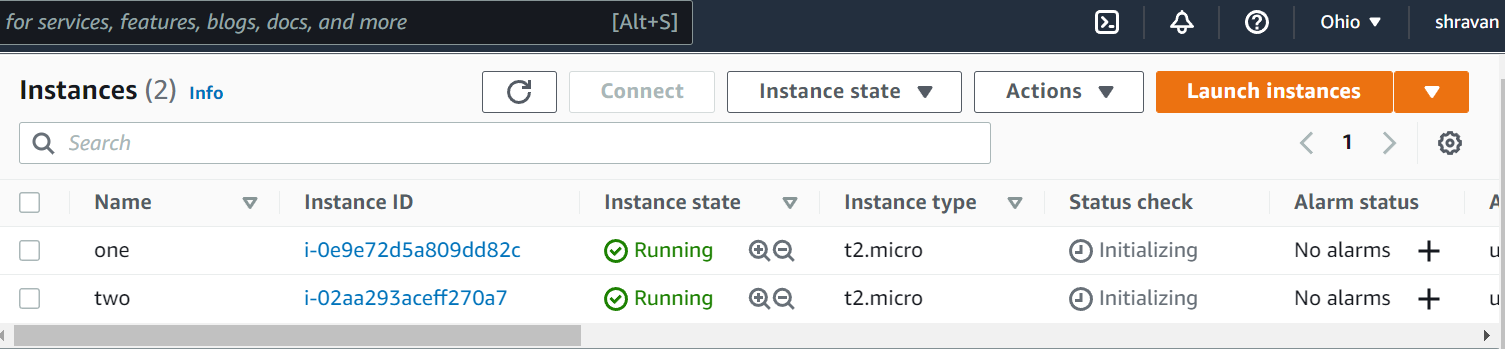 for services, features, blogs, docs, and more [Alt+S] Ohio shravan
Instances (2) Info Connect Instance state Actions Launch instances
Search 1
Name Instance ID Instance state Instance type Status check Alarm status
one i-0e9e72d5a809dd82c Running t2.micro Initializing No alarms
two i-02aa293aceff270a7 Running t2.micro Initializing No alarms